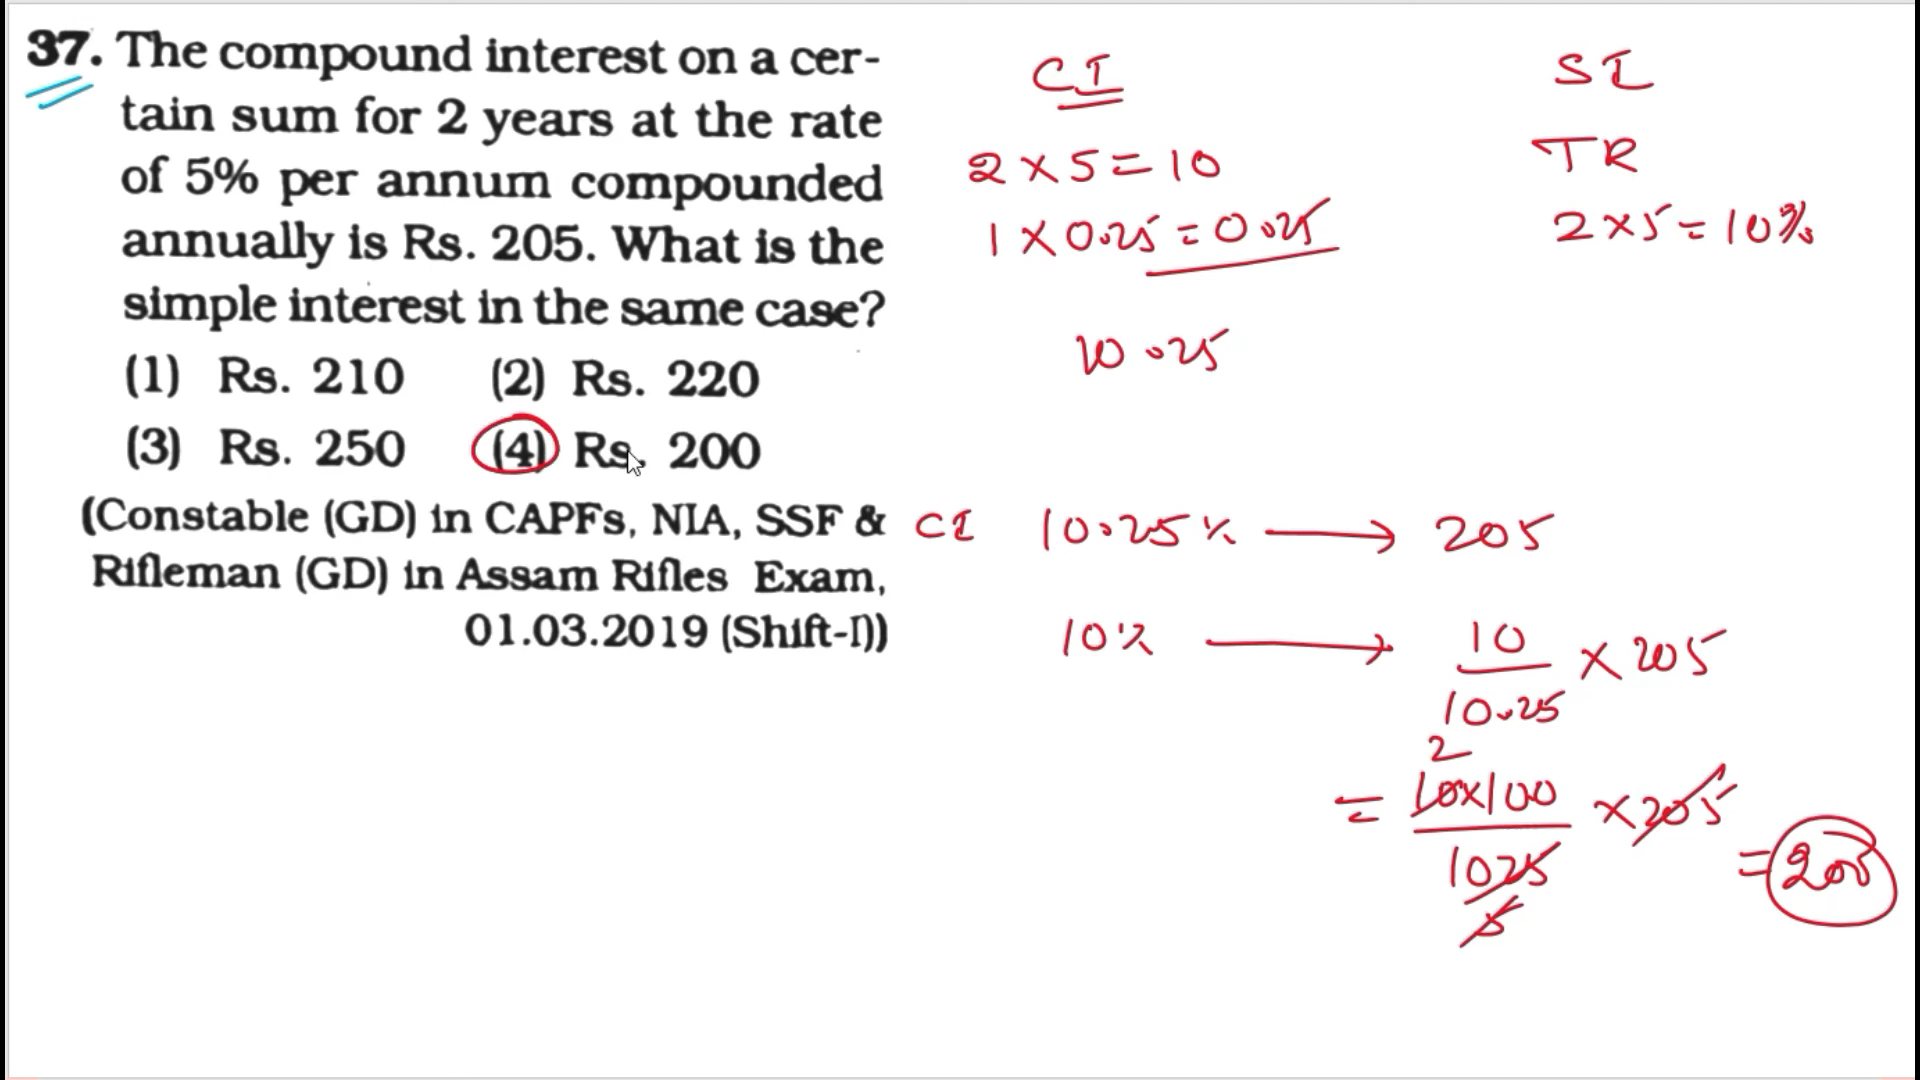 37. The compound interest on a cer-
tain sum for 2 years at the rate
of 5% per annum compounded
annually is Rs. 205. What is the
simple interest in the same case?
(1) Rs. 210 (2) Rs. 220
(3) Rs. 250 (4) Rs. 200
(Constable (GD) in CAPFs, NIA, SSF &
Rifleman (GD) in Assam Rifles Exam,
01.03.2019 (Shift-I))
CI
2 × 5 = 10
1 × 0.25 = 0.25
10.25
SI
TR
2 × 5 = 10%
CI 10.25% → 205
10% → 10/10.25 × 205
2
= 10×100/1025 × 205
5
= 200